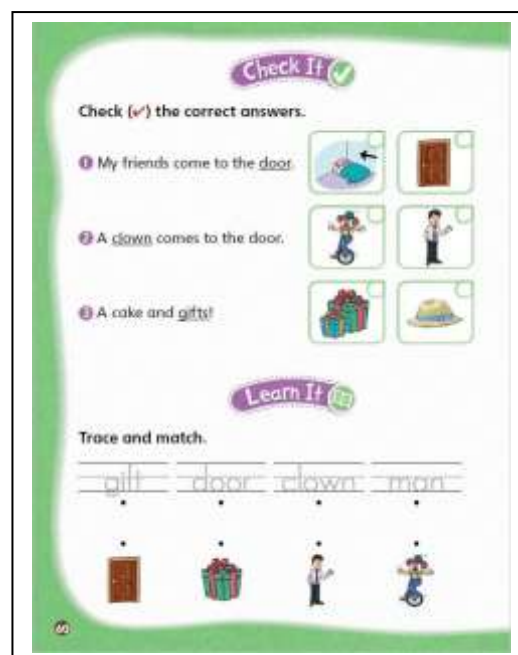 Check It
Check (✓) the correct answers.
1 My friends come to the door.
2 A clown comes to the door.
3 A cake and gifts!
Learn It
Trace and match.
gift door clown man
60